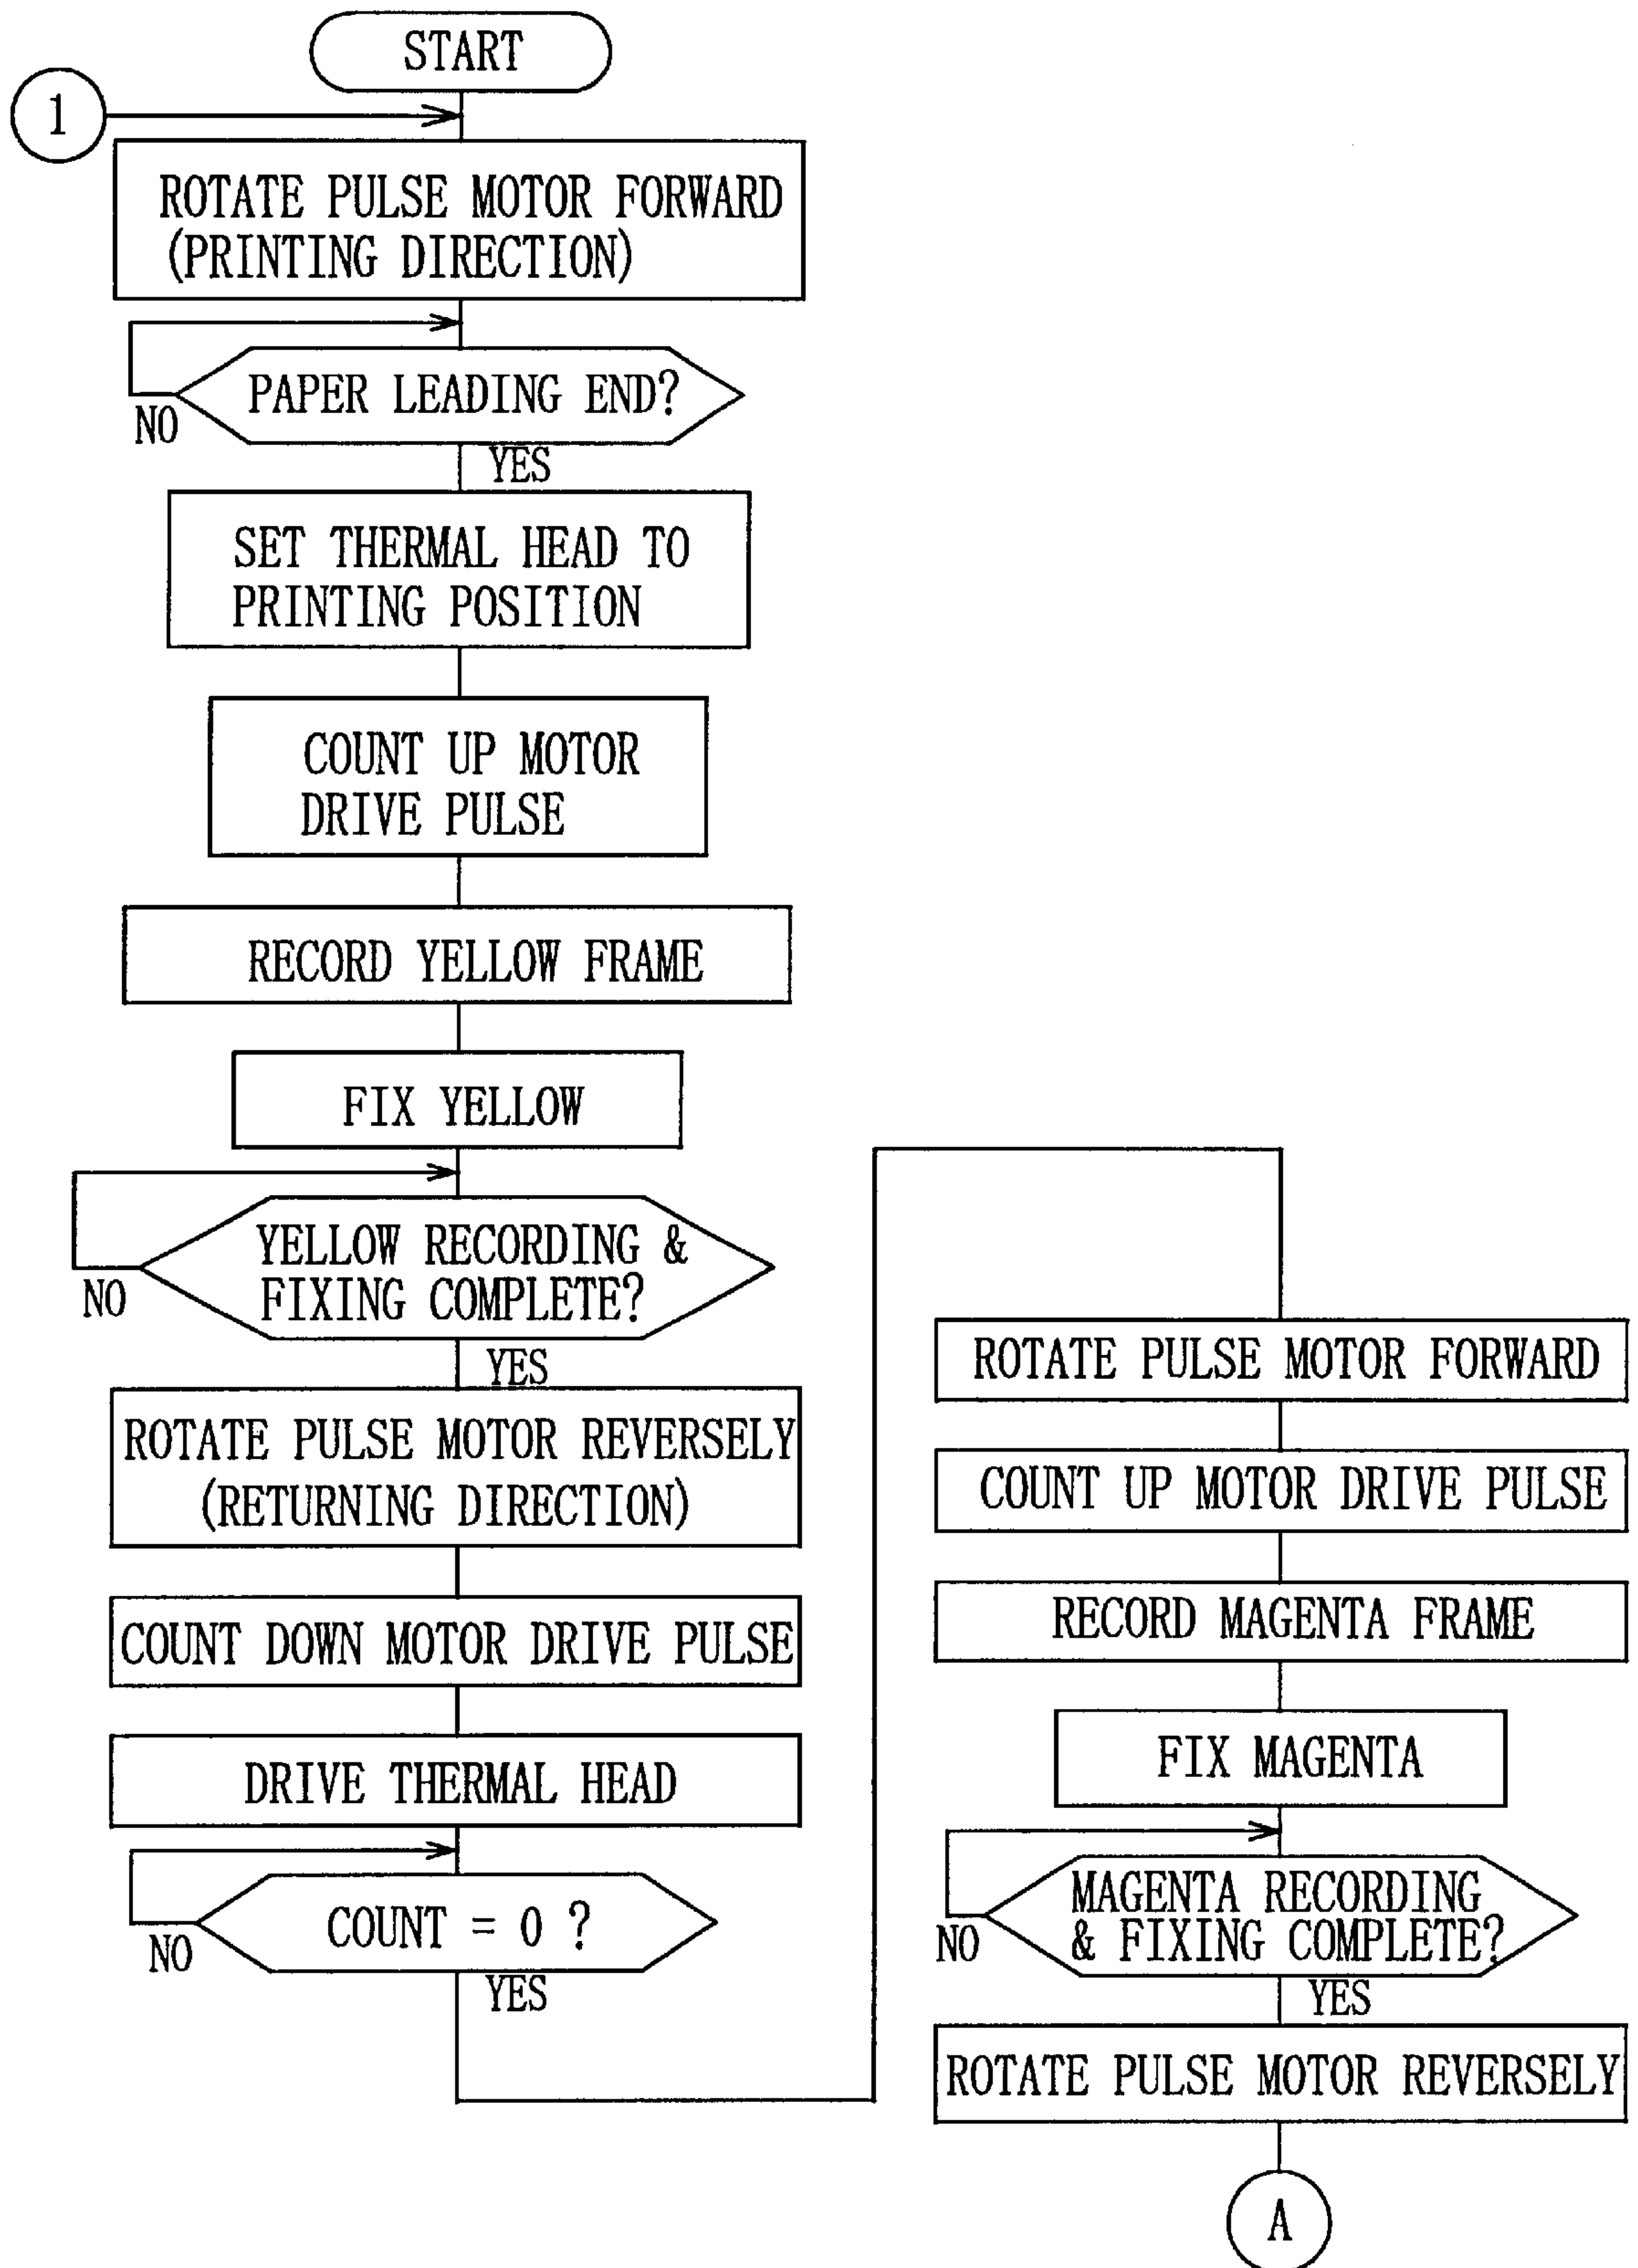 START
1
ROTATE PULSE MOTOR FORWARD
(PRINTING DIRECTION)
PAPER LEADING END?
NO
YES
SET THERMAL HEAD TO
PRINTING POSITION
COUNT UP MOTOR
DRIVE PULSE
RECORD YELLOW FRAME
FIX YELLOW
YELLOW RECORDING &
FIXING COMPLETE?
NO
YES
ROTATE PULSE MOTOR REVERSELY
(RETURNING DIRECTION)
COUNT DOWN MOTOR DRIVE PULSE
DRIVE THERMAL HEAD
COUNT = 0 ?
NO
YES
ROTATE PULSE MOTOR FORWARD
COUNT UP MOTOR DRIVE PULSE
RECORD MAGENTA FRAME
FIX MAGENTA
MAGENTA RECORDING
& FIXING COMPLETE?
NO
YES
ROTATE PULSE MOTOR REVERSELY
A